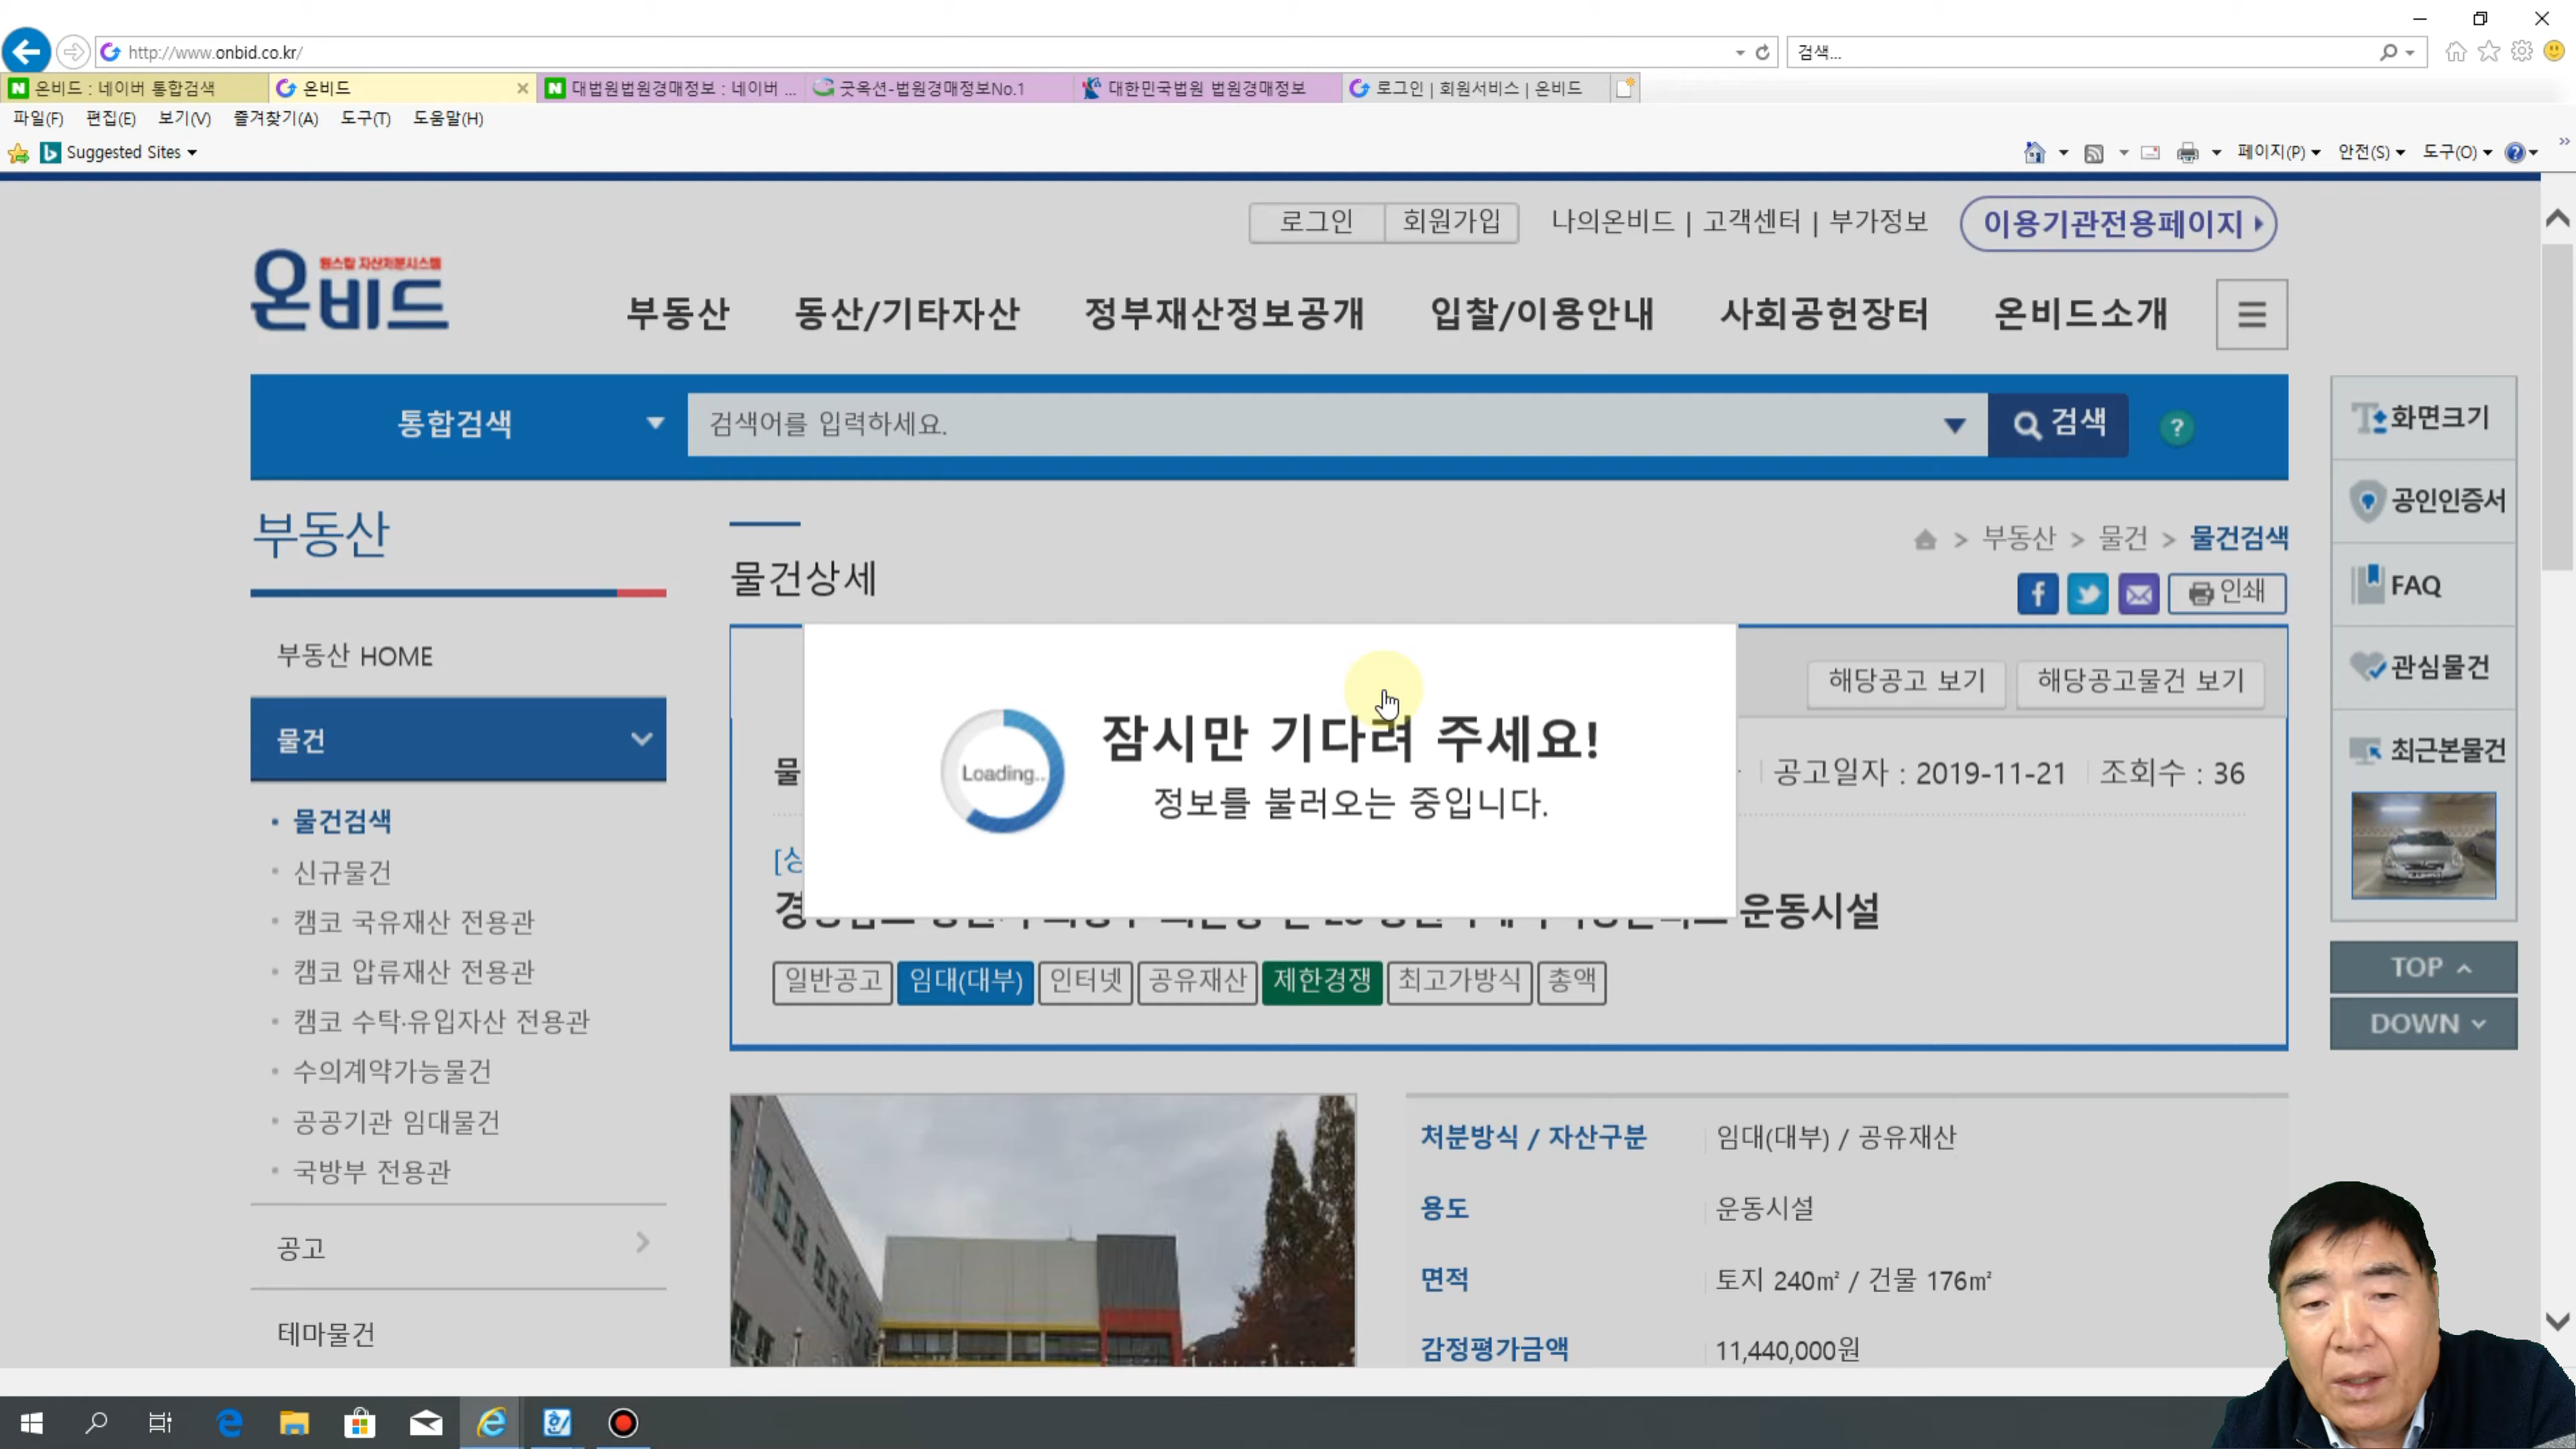 http://www.onbid.co.kr/
검색...
온비드 : 네이버 통합검색
온비드
대법원법원경매정보 : 네이버 ...
굿옥션-법원경매정보No.1
대한민국법원 법원경매정보
로그인 | 회원서비스 | 온비드
파일(F) 편집(E) 보기(V) 즐겨찾기(A) 도구(T) 도움말(H)
Suggested Sites
페이지(P) 안전(S) 도구(O)
로그인 회원가입 나의온비드 | 고객센터 | 부가정보 이용기관전용페이지
원스탑 자산처분시스템
온비드
부동산 동산/기타자산 정부재산정보공개 입찰/이용안내 사회공헌장터 온비드소개
통합검색 검색어를 입력하세요. 검색 ?
화면크기
공인인증서
FAQ
관심물건
최근본물건
TOP
DOWN
부동산
부동산 HOME
물건
물건검색
신규물건
캠코 국유재산 전용관
캠코 압류재산 전용관
캠코 수탁·유입자산 전용관
수의계약가능물건
공공기관 임대물건
국방부 전용관
공고
테마물건
> 부동산 > 물건 > 물건검색
물건상세
인쇄
해당공고 보기 해당공고물건 보기
Loading..
잠시만 기다려 주세요!
정보를 불러오는 중입니다.
물
공고일자 : 2019-11-21 조회수 : 36
운동시설
일반공고 임대(대부) 인터넷 공유재산 제한경쟁 최고가방식 총액
처분방식 / 자산구분 임대(대부) / 공유재산
용도 운동시설
면적 토지 240㎡ / 건물 176㎡
감정평가금액 11,440,000원